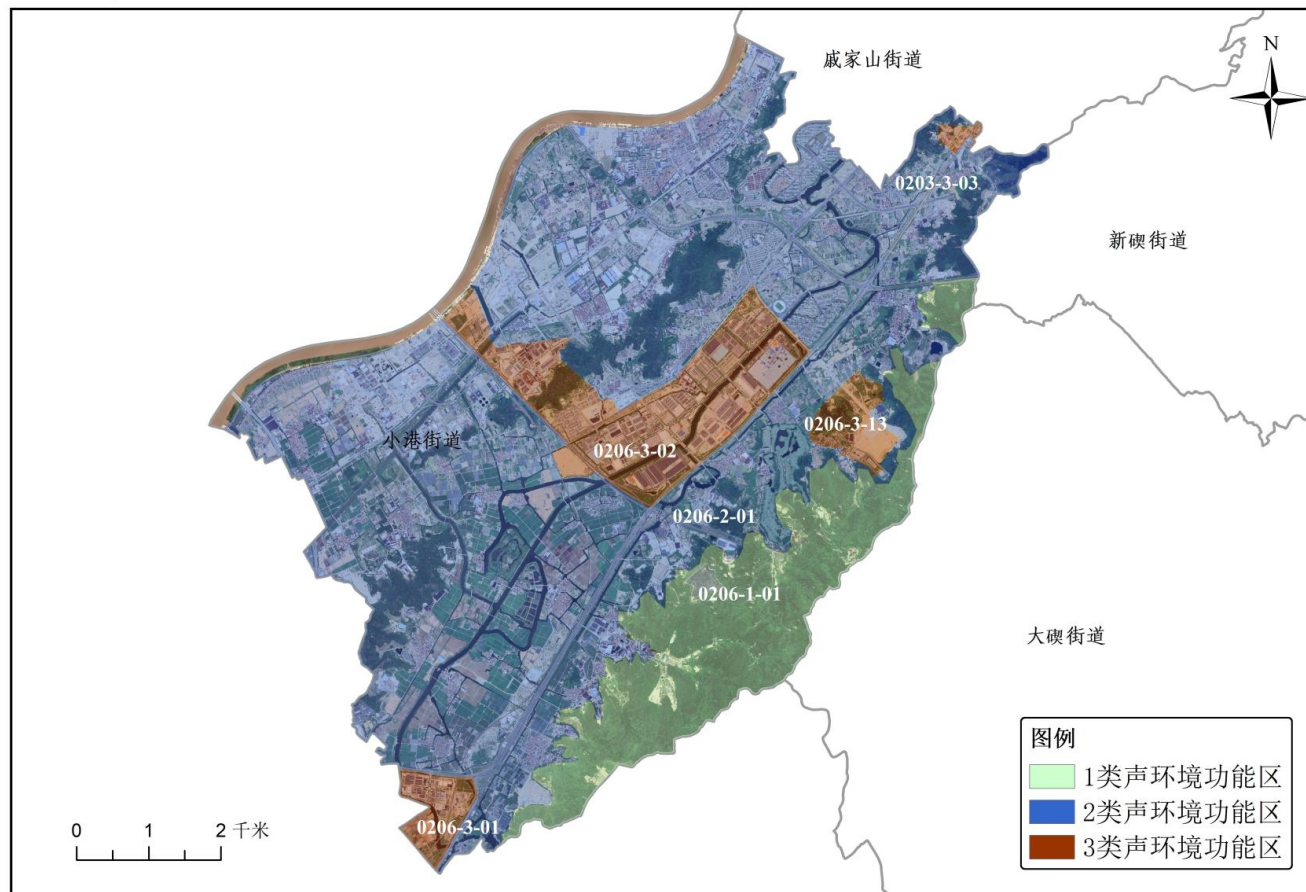 戚家山街道
N
0203-3-03
新碶街道
小港街道
0206-3-02
0206-3-13
0206-2-01
0206-1-01
大碶街道
0206-3-01
图例
1类声环境功能区
2类声环境功能区
3类声环境功能区
0 1 2 千米